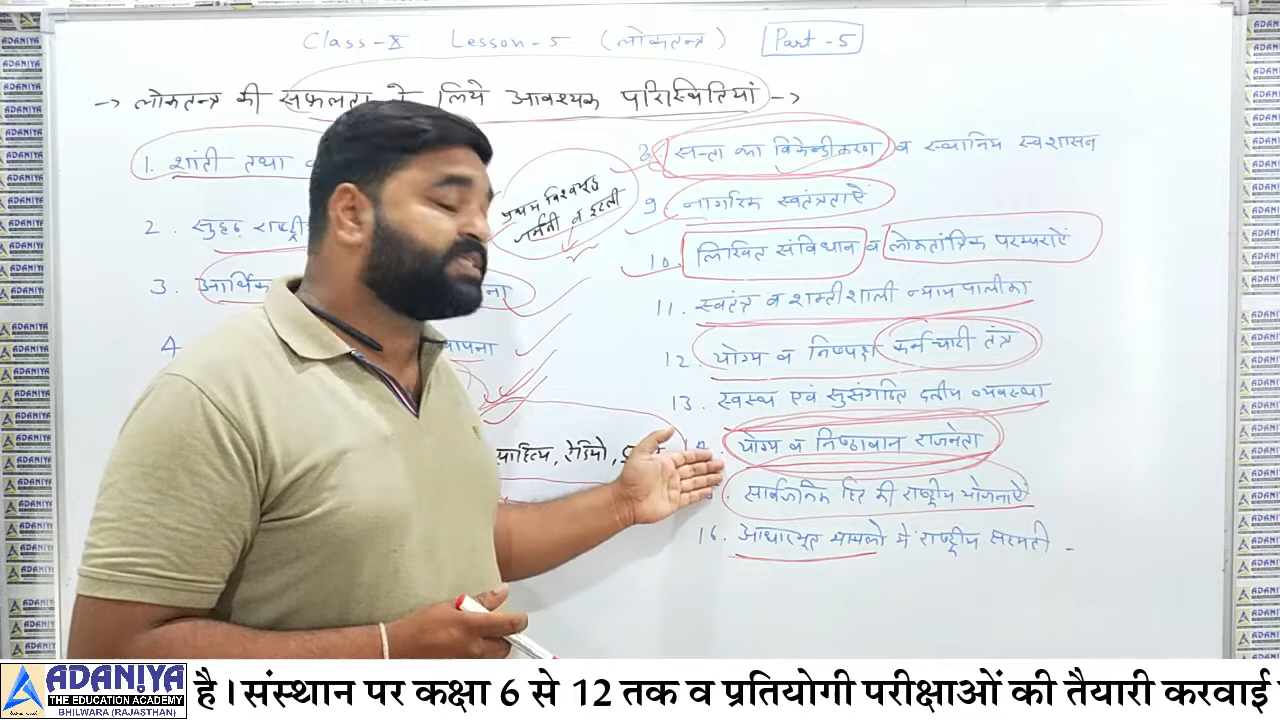 Class-X Lesson-5 (लोकतन्त्र) Part-5
→ लोकतन्त्र की सफलता के लिये आवश्यक परिस्थितियां →
1. शांती तथा
2. सुदृढ़ राष्ट्री
3. आर्थिक ना
4
प्रथम विश्वयुद्ध
जर्मनी व इटली
साहित्य, रेडियो,
8. सत्ता का विकेन्द्रीकरण व स्थानिय स्वशासन
9. नागरिक स्वतंत्रताऐं
10. लिखित संविधान व लोकतांत्रिक परम्पराऐं
11. स्वतंत्र व शक्तीशाली न्याय पालीका
12. योग्य व निष्पक्ष कर्मचारी तंत्र
13. स्वस्थ एवं सुसंगठित दलीय व्यवस्था
योग्य व निष्ठावान राजनेता
सार्वजनिक हित की राष्ट्रीय योजनाऐं
16. आधारभूत मामलो में राष्ट्रीय सहमती -
ADANIYA
THE EDUCATION ACADEMY
BHILWARA (RAJASTHAN)
है। संस्थान पर कक्षा 6 से 12 तक व प्रतियोगी परीक्षाओं की तैयारी करवाई